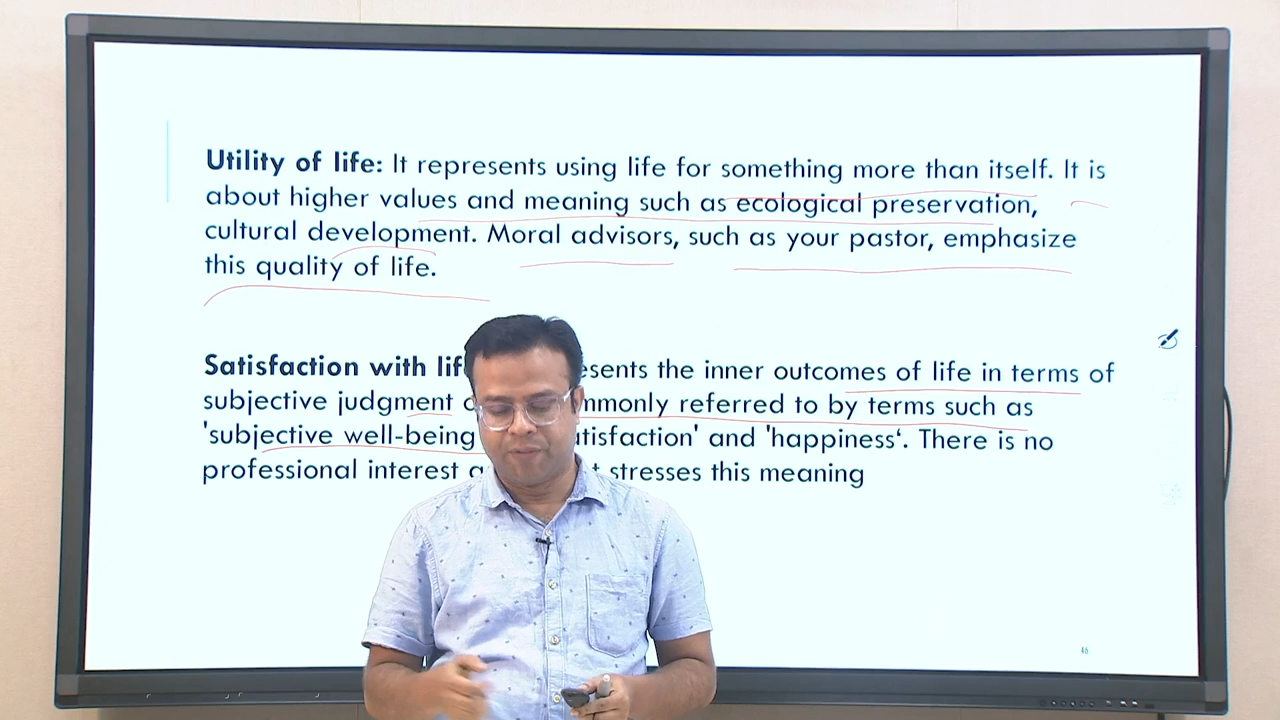 Utility of life: It represents using life for something more than itself. It is
about higher values and meaning such as ecological preservation,
cultural development. Moral advisors, such as your pastor, emphasize
this quality of life.
Satisfaction with lif esents the inner outcomes of life in terms of
subjective judgment mmonly referred to by terms such as
'subjective well-being atisfaction' and 'happiness‘. There is no
professional interest t stresses this meaning
46